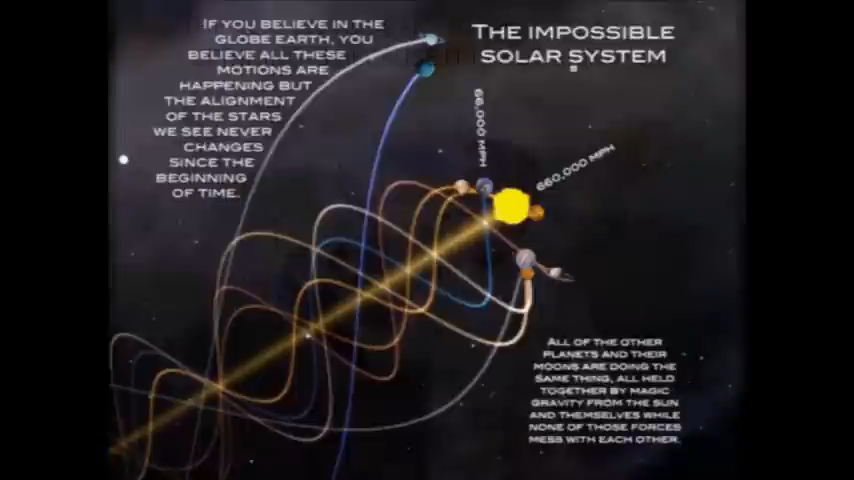 IF YOU BELIEVE IN THE
GLOBE EARTH, YOU
BELIEVE ALL THESE
MOTIONS ARE
HAPPENING BUT
THE ALIGNMENT
OF THE STARS
WE SEE NEVER
CHANGES
SINCE THE
BEGINNING
OF TIME.
THE IMPOSSIBLE
SOLAR SYSTEM
66,000 MPH
660,000 MPH
ALL OF THE OTHER
PLANETS AND THEIR
MOONS ARE DOING THE
SAME THING, ALL HELD
TOGETHER BY MAGIC
GRAVITY FROM THE SUN
AND THEMSELVES WHILE
NONE OF THOSE FORCES
MESS WITH EACH OTHER.